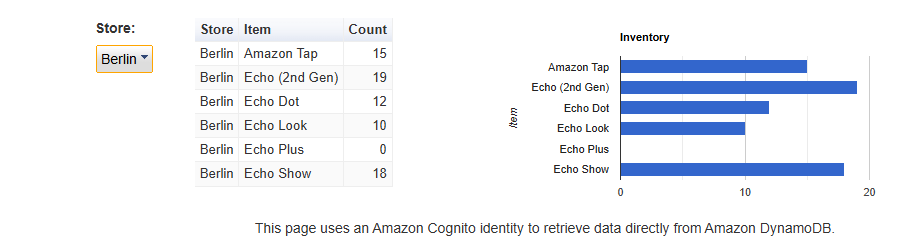 Store:
Berlin
Store Item Count
Berlin Amazon Tap 15
Berlin Echo (2nd Gen) 19
Berlin Echo Dot 12
Berlin Echo Look 10
Berlin Echo Plus 0
Berlin Echo Show 18
Inventory
Item
Amazon Tap
Echo (2nd Gen)
Echo Dot
Echo Look
Echo Plus
Echo Show
0 10 20
This page uses an Amazon Cognito identity to retrieve data directly from Amazon DynamoDB.